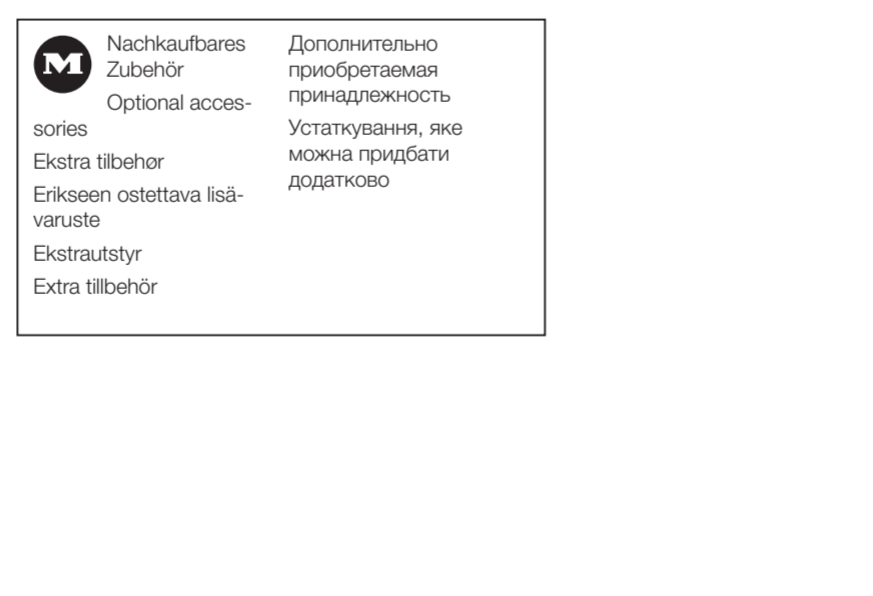 M
Nachkaufbares
Zubehör
Optional acces-
sories
Ekstra tilbehør
Erikseen ostettava lisä-
varuste
Ekstrautstyr
Extra tillbehör
Дополнительно
приобретаемая
принадлежность
Устаткування, яке
можна придбати
додатково